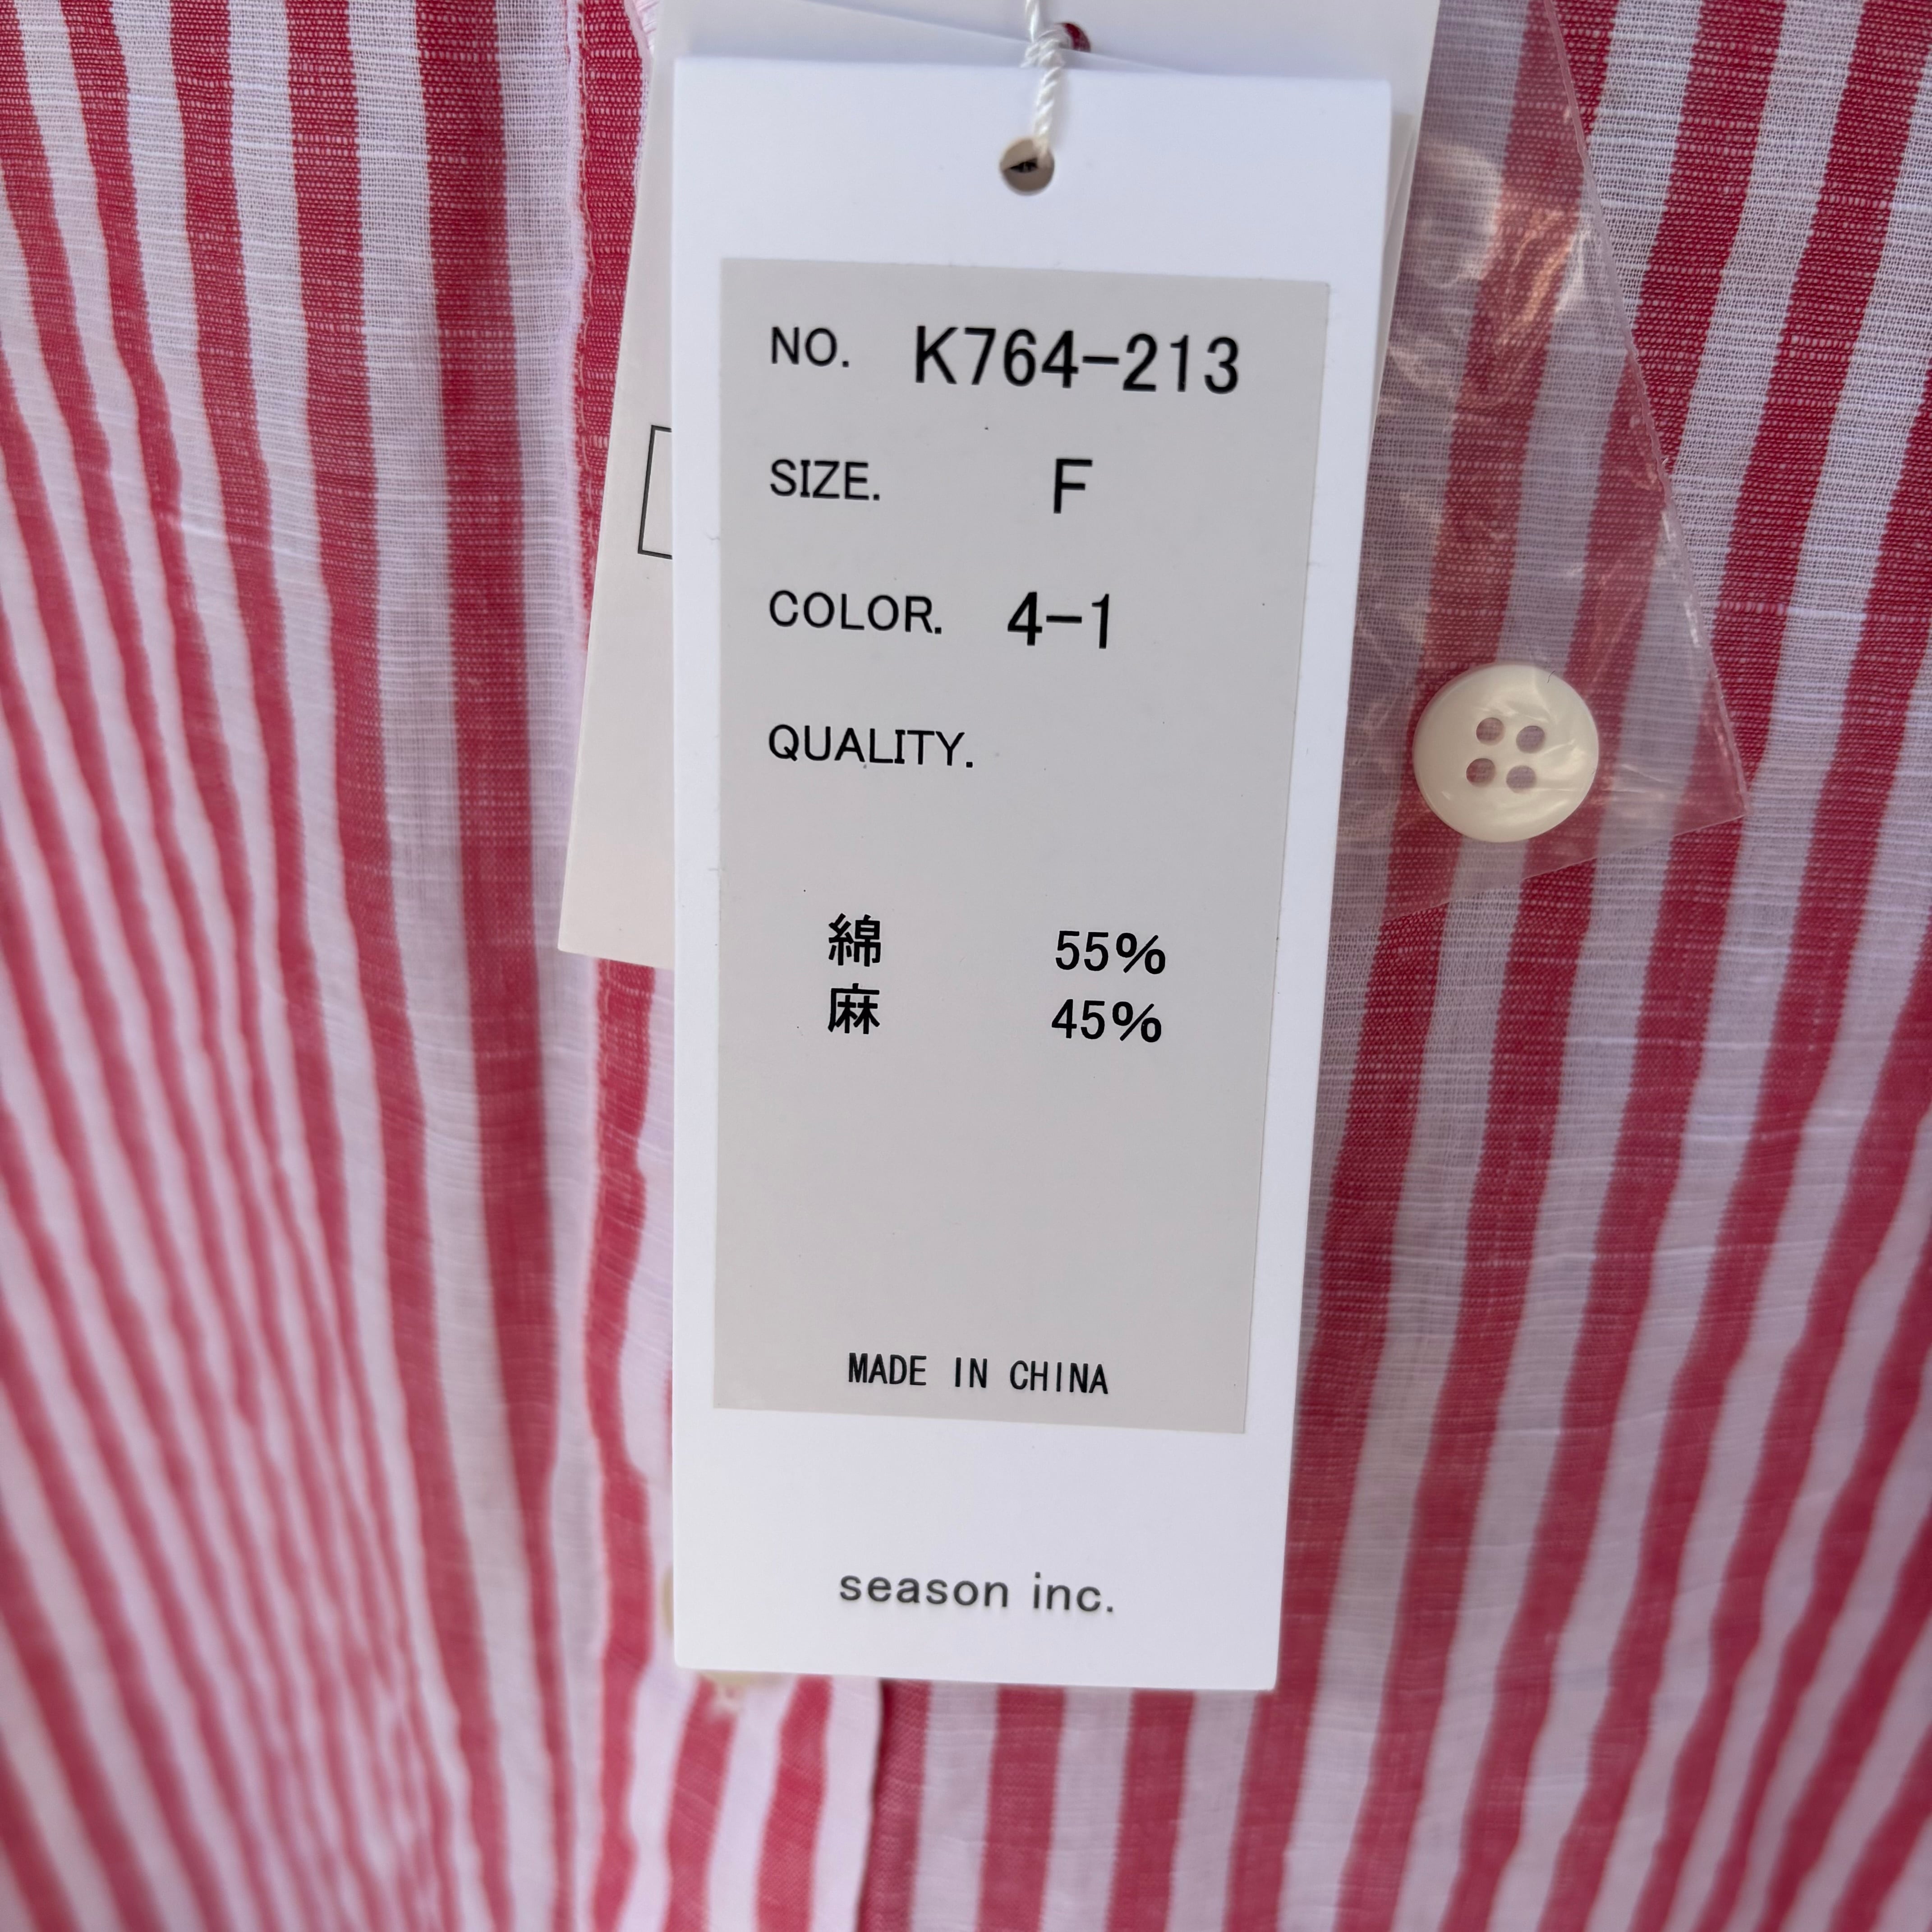 NO. K764-213
SIZE. F
COLOR. 4-1
QUALITY.
綿 55%
麻 45%
MADE IN CHINA
season inc.